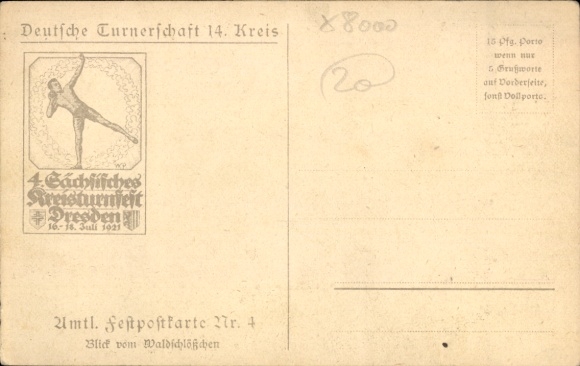 Deutsche Turnerschaft 14. Kreis
4. Sächsisches
Kreisturnfest
Dresden
16.-18. Juli 1921
Amtl. Festpostkarte Nr. 4
Blick vom Waldschlößchen
x 8000
20
15 Pfg. Porto
wenn nur
5 Grußworte
auf Vorderseite,
sonst Vollporto.